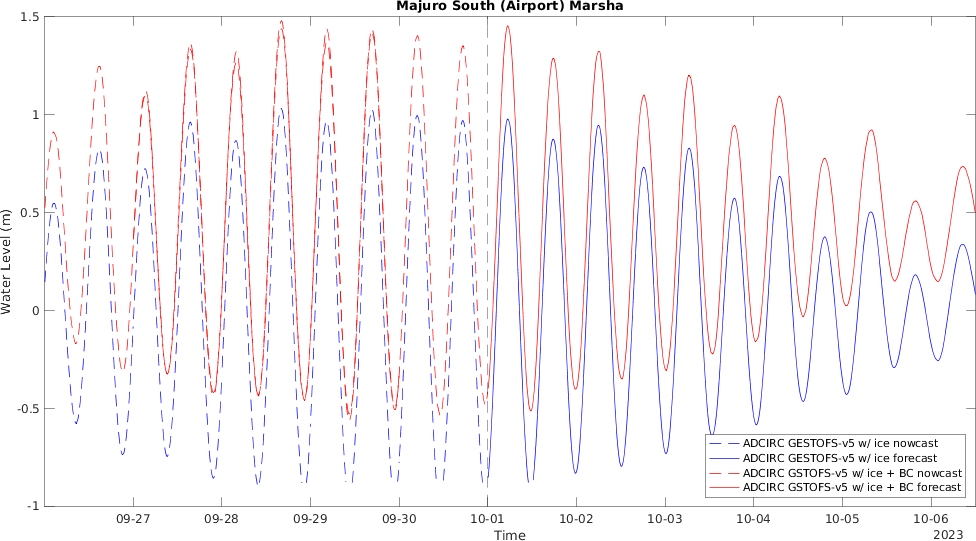 Majuro South (Airport) Marsha
Water Level (m)
1.5
1
0.5
0
-0.5
-1
09-27 09-28 09-29 09-30 10-01 10-02 10-03 10-04 10-05 10-06
Time
2023
ADCIRC GESTOFS-v5 w/ ice nowcast
ADCIRC GESTOFS-v5 w/ ice forecast
ADCIRC GSTOFS-v5 w/ ice + BC nowcast
ADCIRC GSTOFS-v5 w/ ice + BC forecast